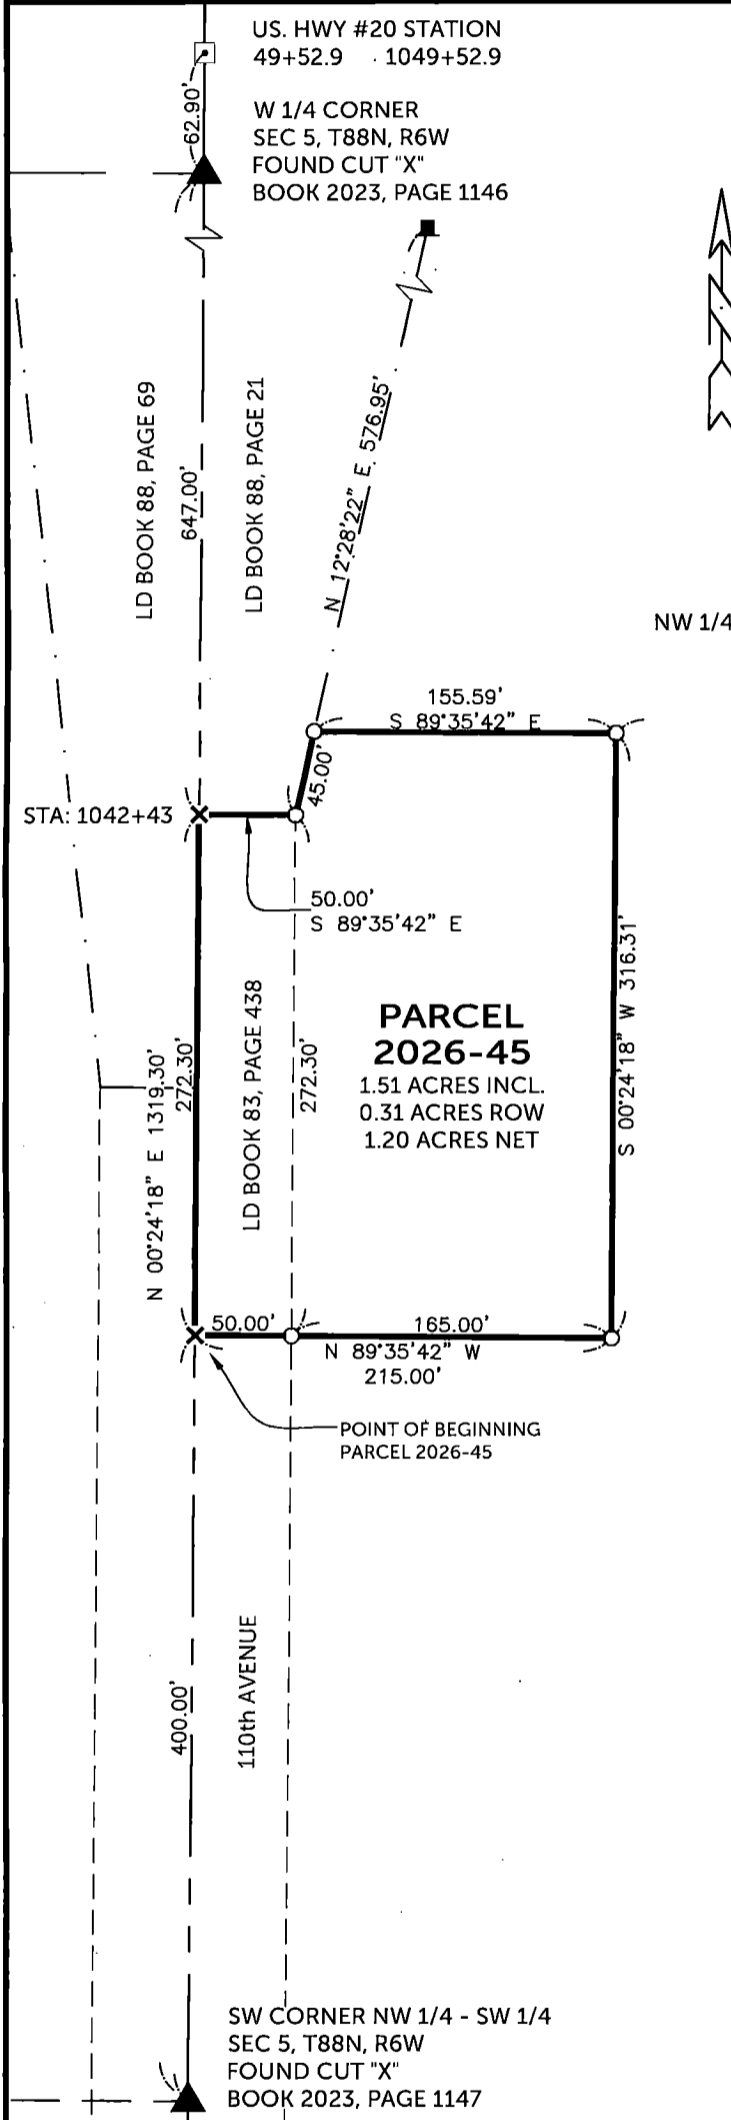 US. HWY #20 STATION
49+52.9 1049+52.9
62.90'
W 1/4 CORNER
SEC 5, T88N, R6W
FOUND CUT "X"
BOOK 2023, PAGE 1146
LD BOOK 88, PAGE 69
647.00'
LD BOOK 88, PAGE 21
N 12°28'22" E 576.95'
NW 1/4
155.59'
S 89°35'42" E
45.00'
STA: 1042+43
50.00'
S 89°35'42" E
S 00°24'18" W 316.31'
PARCEL
2026-45
1.51 ACRES INCL.
0.31 ACRES ROW
1.20 ACRES NET
N 00°24'18" E 1319.30'
272.30'
LD BOOK 83, PAGE 438
272.30'
50.00'
165.00'
N 89°35'42" W
215.00'
POINT OF BEGINNING
PARCEL 2026-45
400.00'
110th AVENUE
SW CORNER NW 1/4 - SW 1/4
SEC 5, T88N, R6W
FOUND CUT "X"
BOOK 2023, PAGE 1147